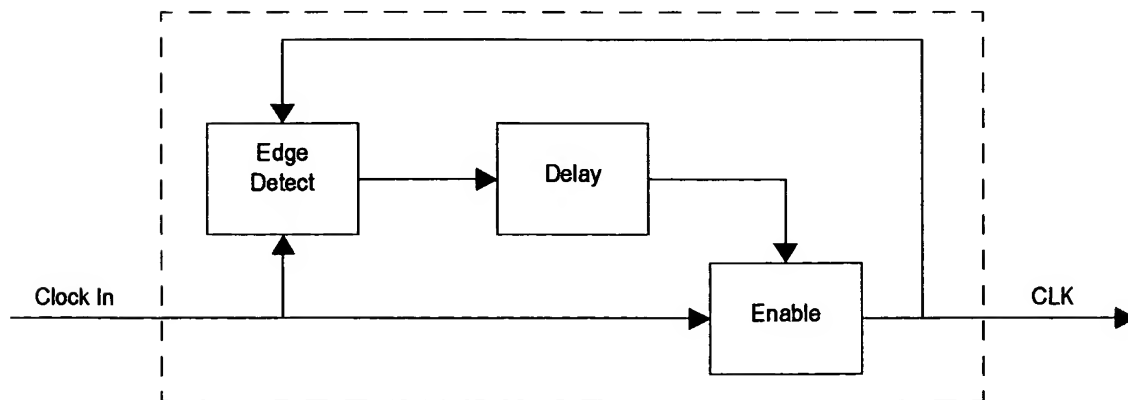 Edge
Detect
Delay
Clock In
Enable
CLK